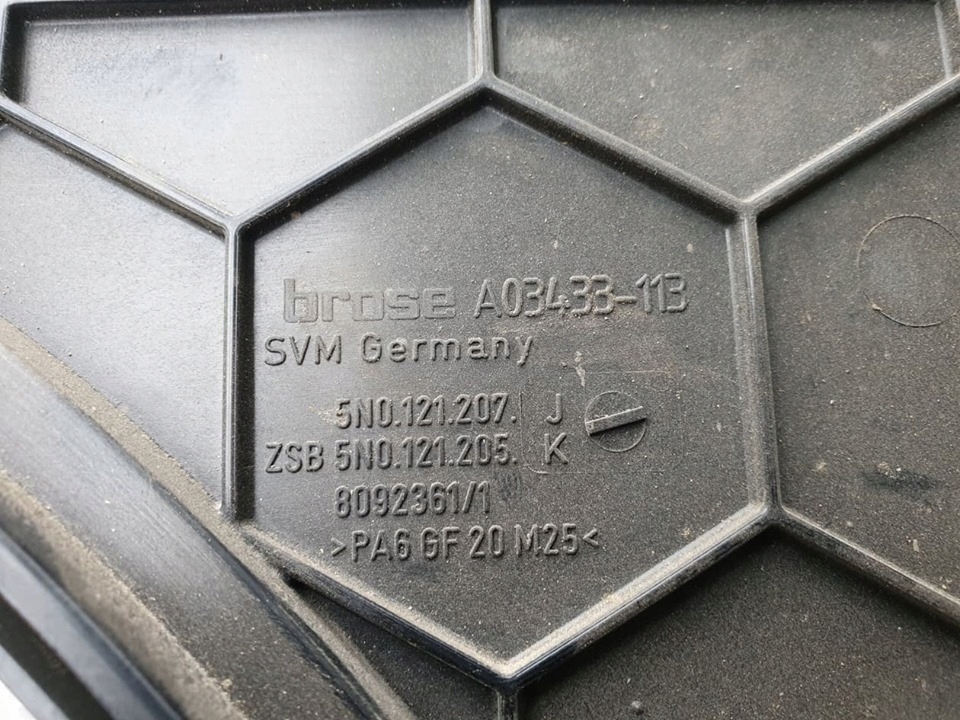 brose A03433-113
SVM Germany
5N0.121.207. J
ZSB 5N0.121.205. K
8092361/1
>PA6 GF 20 M25<